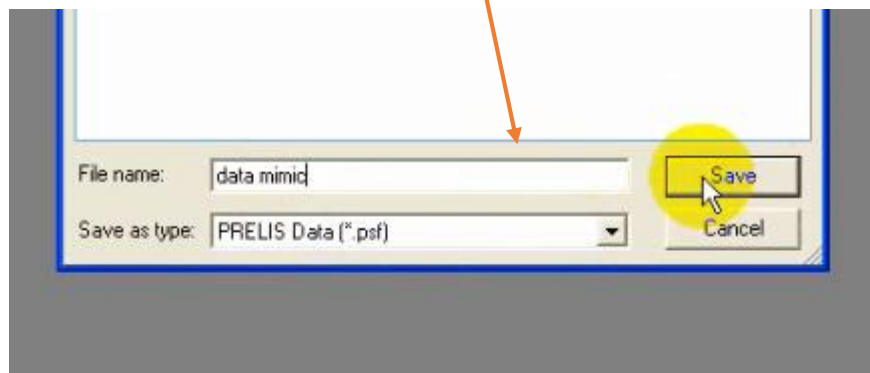 File name: data mimic Save
Save as type: PRELIS Data (*.psf) Cancel